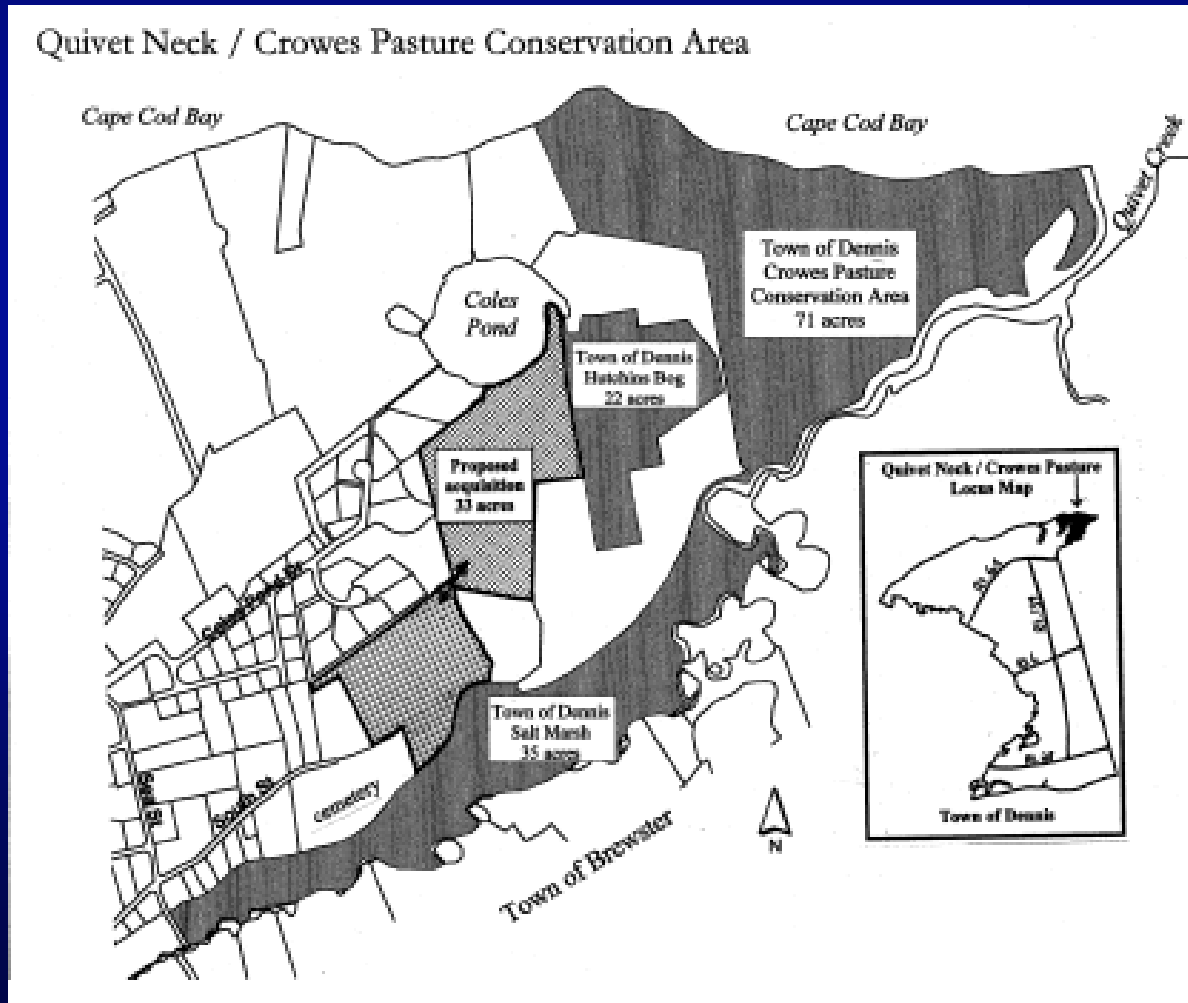 Quivet Neck / Crowes Pasture Conservation Area
Cape Cod Bay
Cape Cod Bay
Quivet Creek
Town of Dennis
Crowes Pasture
Conservation Area
71 acres
Coles
Pond
Town of Dennis
Hutchins Bog
22 acres
Proposed
acquisition
33 acres
Quivet Neck / Crowes Pasture
Locus Map
Town of Dennis
Coles Pond Dr
Town of Dennis
Salt Marsh
35 acres
South St
cemetery
Town of Brewster
N